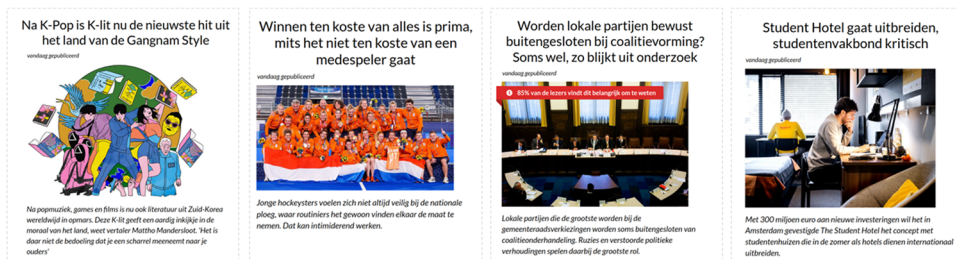 Na K-Pop is K-lit nu de nieuwste hit uit
het land van de Gangnam Style
vandaag gepubliceerd
Na popmuziek, games en films is nu ook literatuur uit Zuid-Korea
wereldwijd in opmars. Deze K-lit geeft een aardig inkijkje in de
moraal van het land, weet vertaler Mattho Mandersloot. 'Het is
daar niet de bedoeling dat je een scharrel meeneemt naar je
ouders'
Winnen ten koste van alles is prima,
mits het niet ten koste van een
medespeler gaat
vandaag gepubliceerd
Jonge hockeysters voelen zich niet altijd veilig bij de nationale
ploeg, waar routiniers het gewoon vinden elkaar de maat te
nemen. Dat kan intimiderend werken.
Worden lokale partijen bewust
buitengesloten bij coalitievorming?
Soms wel, zo blijkt uit onderzoek
vandaag gepubliceerd
85% van de lezers vindt dit belangrijk om te weten
Lokale partijen die de grootste worden bij de
gemeenteraadsverkiezingen worden soms buitengesloten van
coalitieonderhandeling. Ruzies en verstoorde politieke
verhoudingen spelen daarbij de grootste rol.
Student Hotel gaat uitbreiden,
studentenvakbond kritisch
vandaag gepubliceerd
Met 300 miljoen euro aan nieuwe investeringen wil het in
Amsterdam gevestigde The Student Hotel het concept met
studentenhuizen die in de zomer als hotels dienen internationaal
uitbreiden.